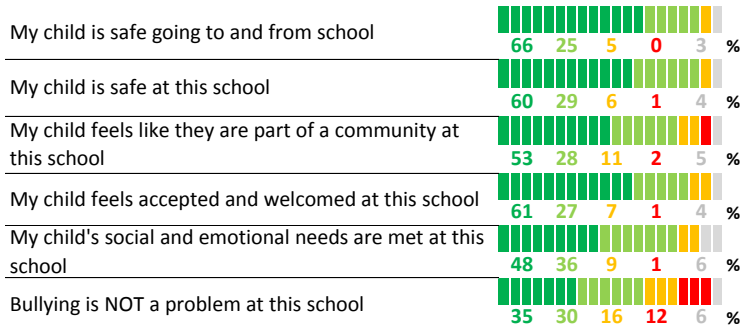 My child is safe going to and from school
66 25 5 0 3 %
My child is safe at this school
60 29 6 1 4 %
My child feels like they are part of a community at
this school
53 28 11 2 5 %
My child feels accepted and welcomed at this school
61 27 7 1 4 %
My child's social and emotional needs are met at this
school
48 36 9 1 6 %
Bullying is NOT a problem at this school
35 30 16 12 6 %